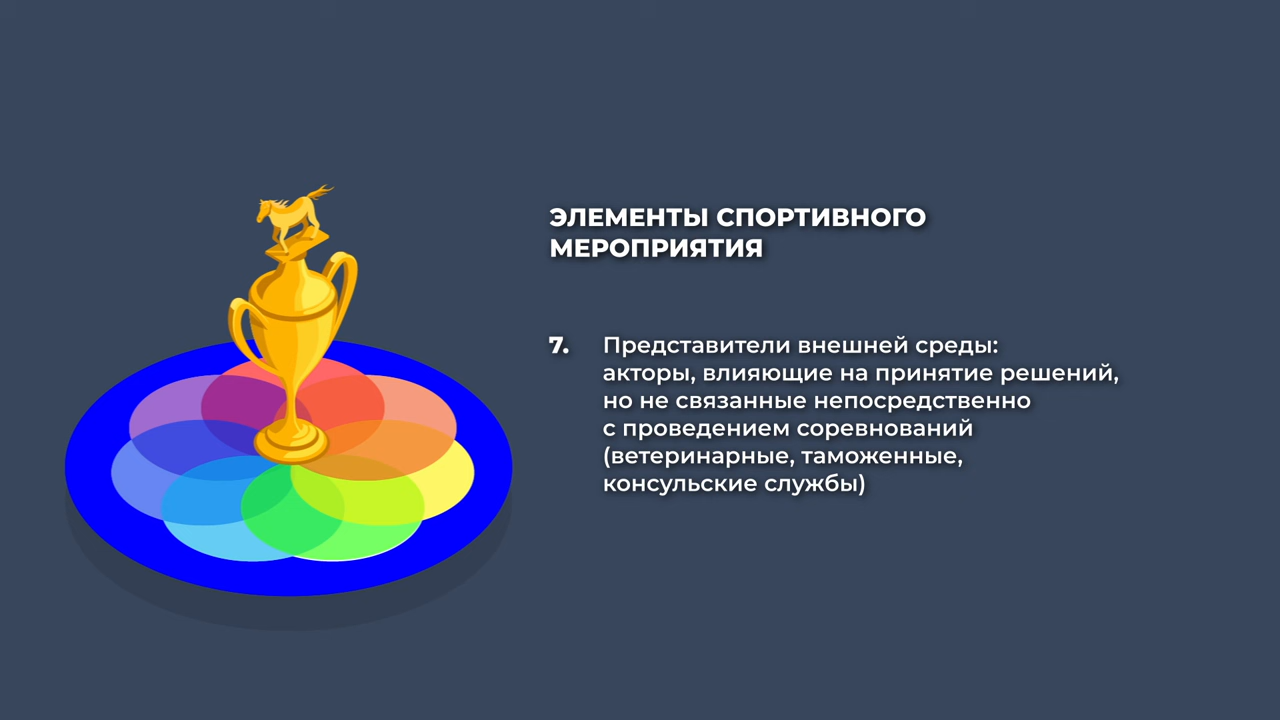 ЭЛЕМЕНТЫ СПОРТИВНОГО
МЕРОПРИЯТИЯ
7. Представители внешней среды:
акторы, влияющие на принятие решений,
но не связанные непосредственно
с проведением соревнований
(ветеринарные, таможенные,
консульские службы)